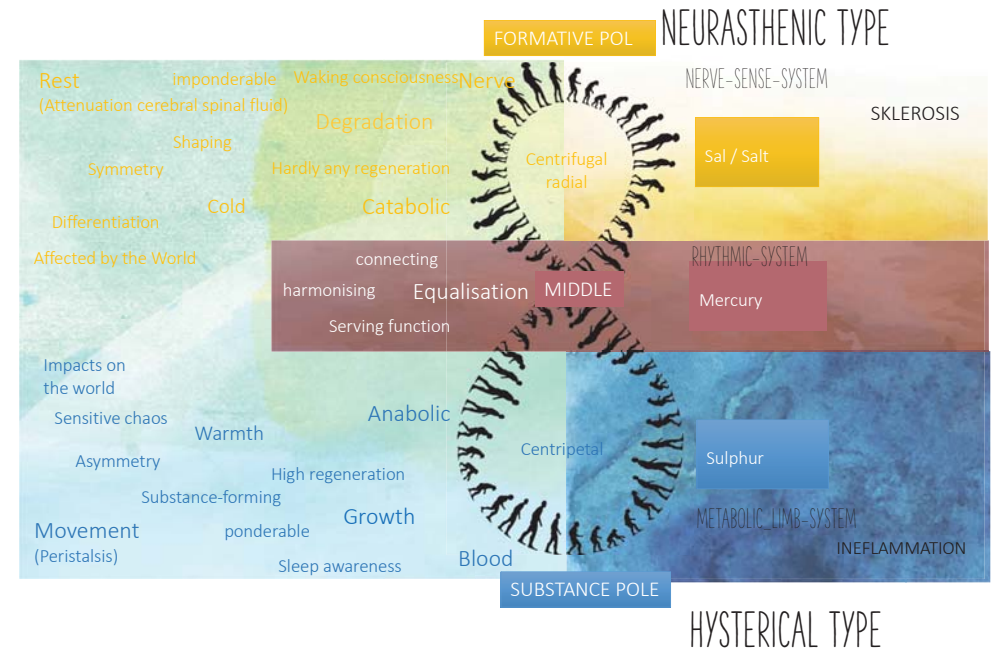 FORMATIVE POL
NEURASTHENIC TYPE
Rest
(Attenuation cerebral spinal fluid)
Imponderable
Waking consciousness
Nerve
Shaping
Degradation
Symmetry
Hardly any regeneration
Cold
Catabolic
Differentiation
Affected by the World
Centrifugal
radial
NERVE-SENSE-SYSTEM
SKLEROSIS
Sal / Salt
connecting
harmonising
Equalisation
MIDDLE
Serving function
RHYTHMIC-SYSTEM
Mercury
Impacts on
the world
Sensitive chaos
Warmth
Anabolic
Asymmetry
High regeneration
Substance-forming
Growth
Movement
(Peristalsis)
ponderable
Sleep awareness
Blood
Centripetal
Sulphur
METABOLIC_LIMB-SYSTEM
INEFLAMMATION
SUBSTANCE POLE
HYSTERICAL TYPE